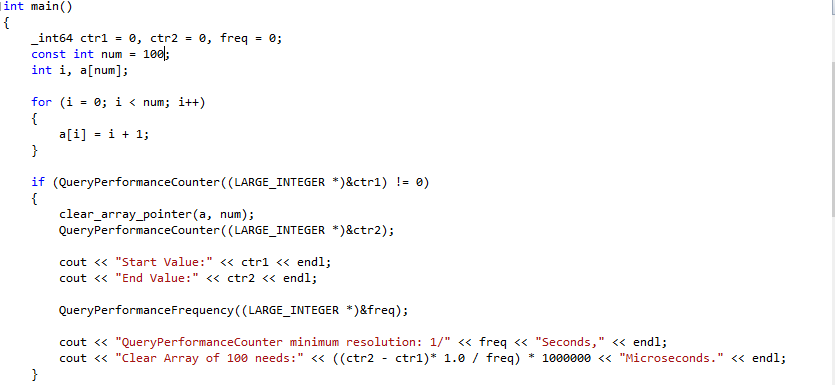 int main()
{
_int64 ctr1 = 0, ctr2 = 0, freq = 0;
const int num = 100;
int i, a[num];
for (i = 0; i < num; i++)
{
a[i] = i + 1;
}
if (QueryPerformanceCounter((LARGE_INTEGER *)&ctr1) != 0)
{
clear_array_pointer(a, num);
QueryPerformanceCounter((LARGE_INTEGER *)&ctr2);
cout << "Start Value:" << ctr1 << endl;
cout << "End Value:" << ctr2 << endl;
QueryPerformanceFrequency((LARGE_INTEGER *)&freq);
cout << "QueryPerformanceCounter minimum resolution: 1/" << freq << "Seconds," << endl;
cout << "Clear Array of 100 needs:" << ((ctr2 - ctr1)* 1.0 / freq) * 1000000 << "Microseconds." << endl;
}